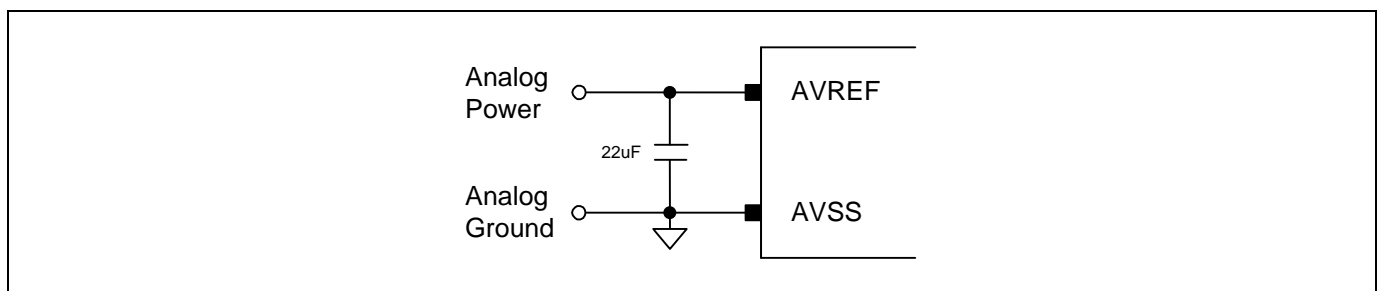 Analog
Power
AVREF
22uF
Analog
Ground
AVSS